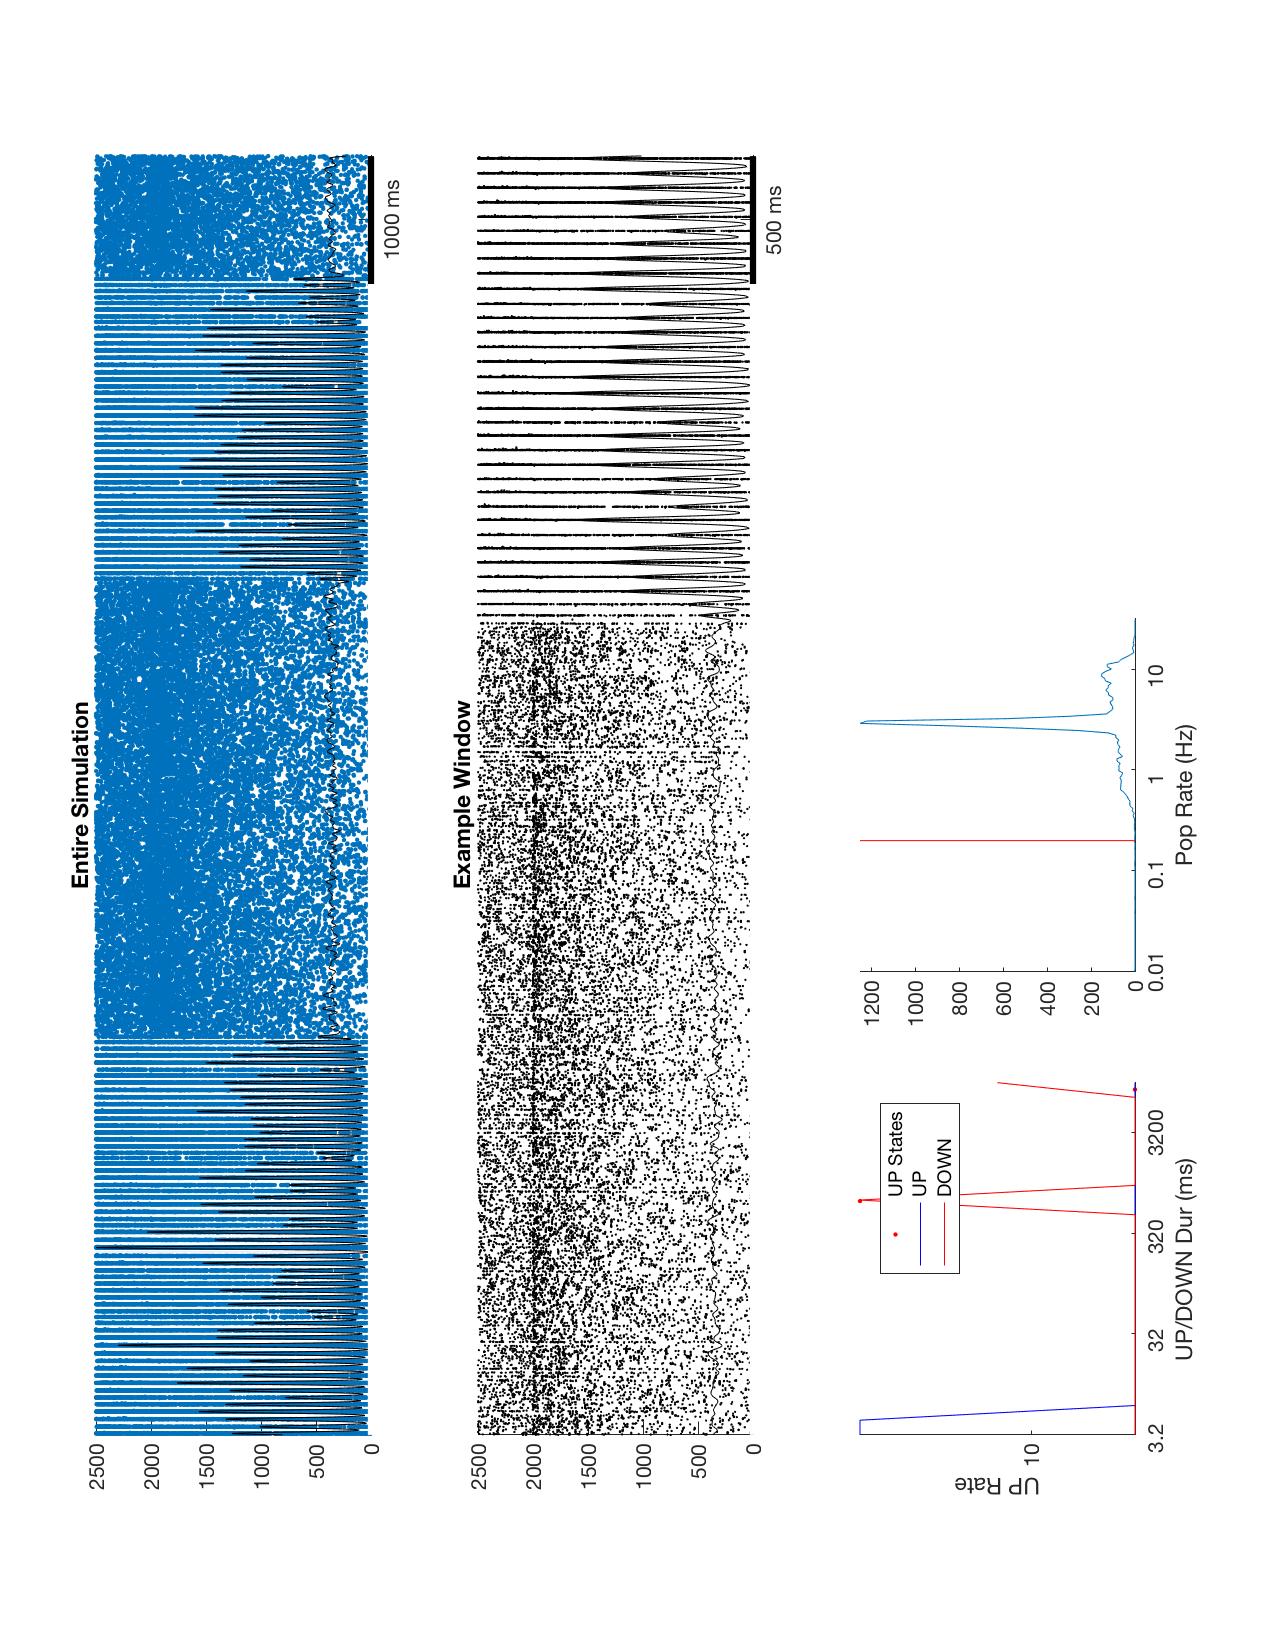 Entire Simulation
2500
2000
1500
1000
500
0
1000 ms
Example Window
2500
2000
1500
1000
500
0
500 ms
UP Rate
10
3.2 32 320 3200
UP/DOWN Dur (ms)
UP States
UP
DOWN
1200
1000
800
600
400
200
0
0.01 0.1 1 10
Pop Rate (Hz)